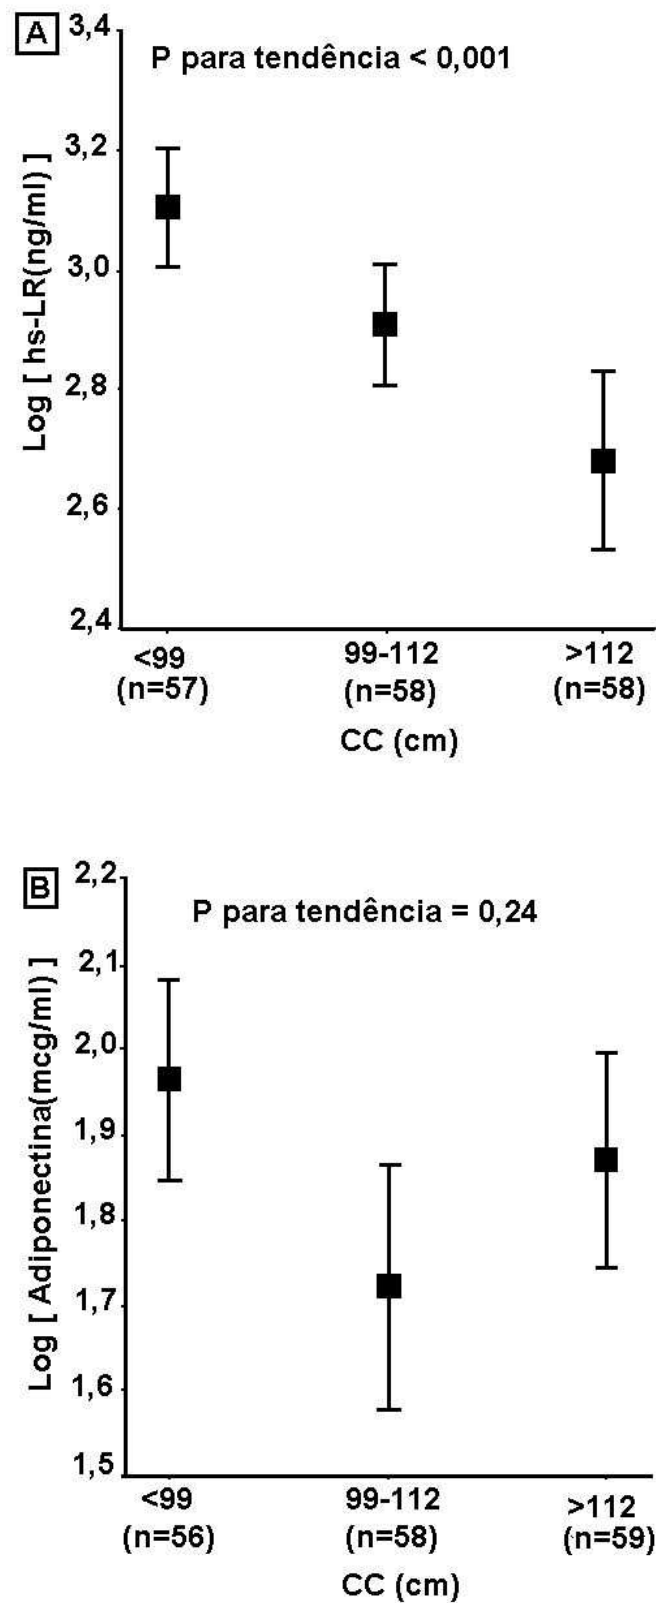 A
P para tendência < 0,001
Log [ hs-LR(ng/ml) ]
3,4
3,2
3,0
2,8
2,6
2,4
<99 99-112 >112
(n=57) (n=58) (n=58)
CC (cm)
B
P para tendência = 0,24
Log [ Adiponectina(mcg/ml) ]
2,2
2,1
2,0
1,9
1,8
1,7
1,6
1,5
<99 99-112 >112
(n=56) (n=58) (n=59)
CC (cm)